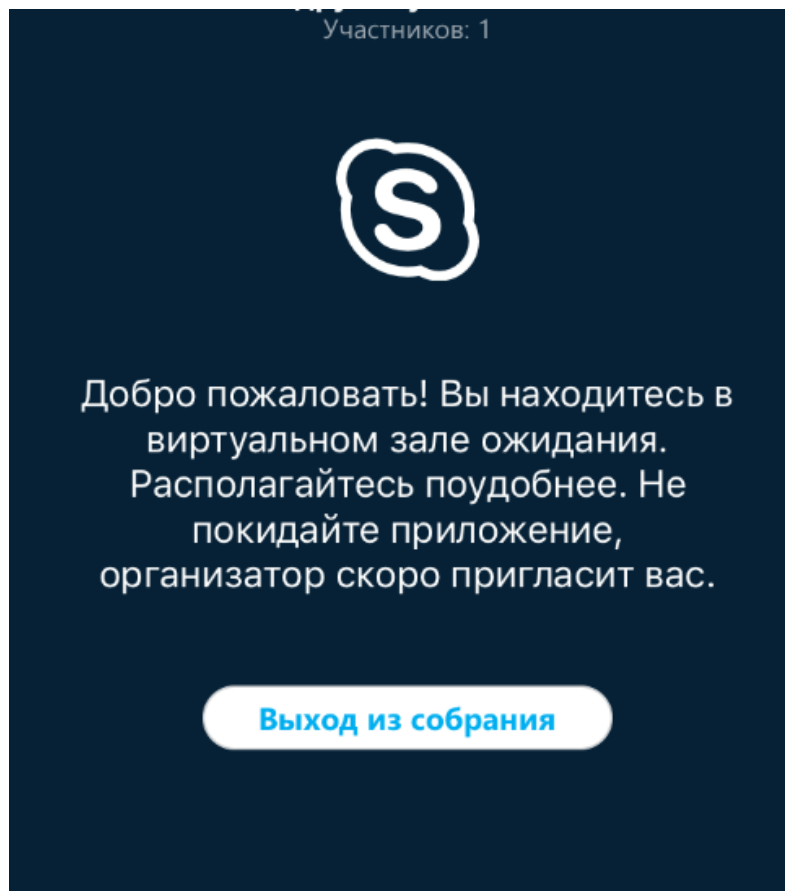 Участников: 1
S
Добро пожаловать! Вы находитесь в
виртуальном зале ожидания.
Располагайтесь поудобнее. Не
покидайте приложение,
организатор скоро пригласит вас.
Выход из собрания